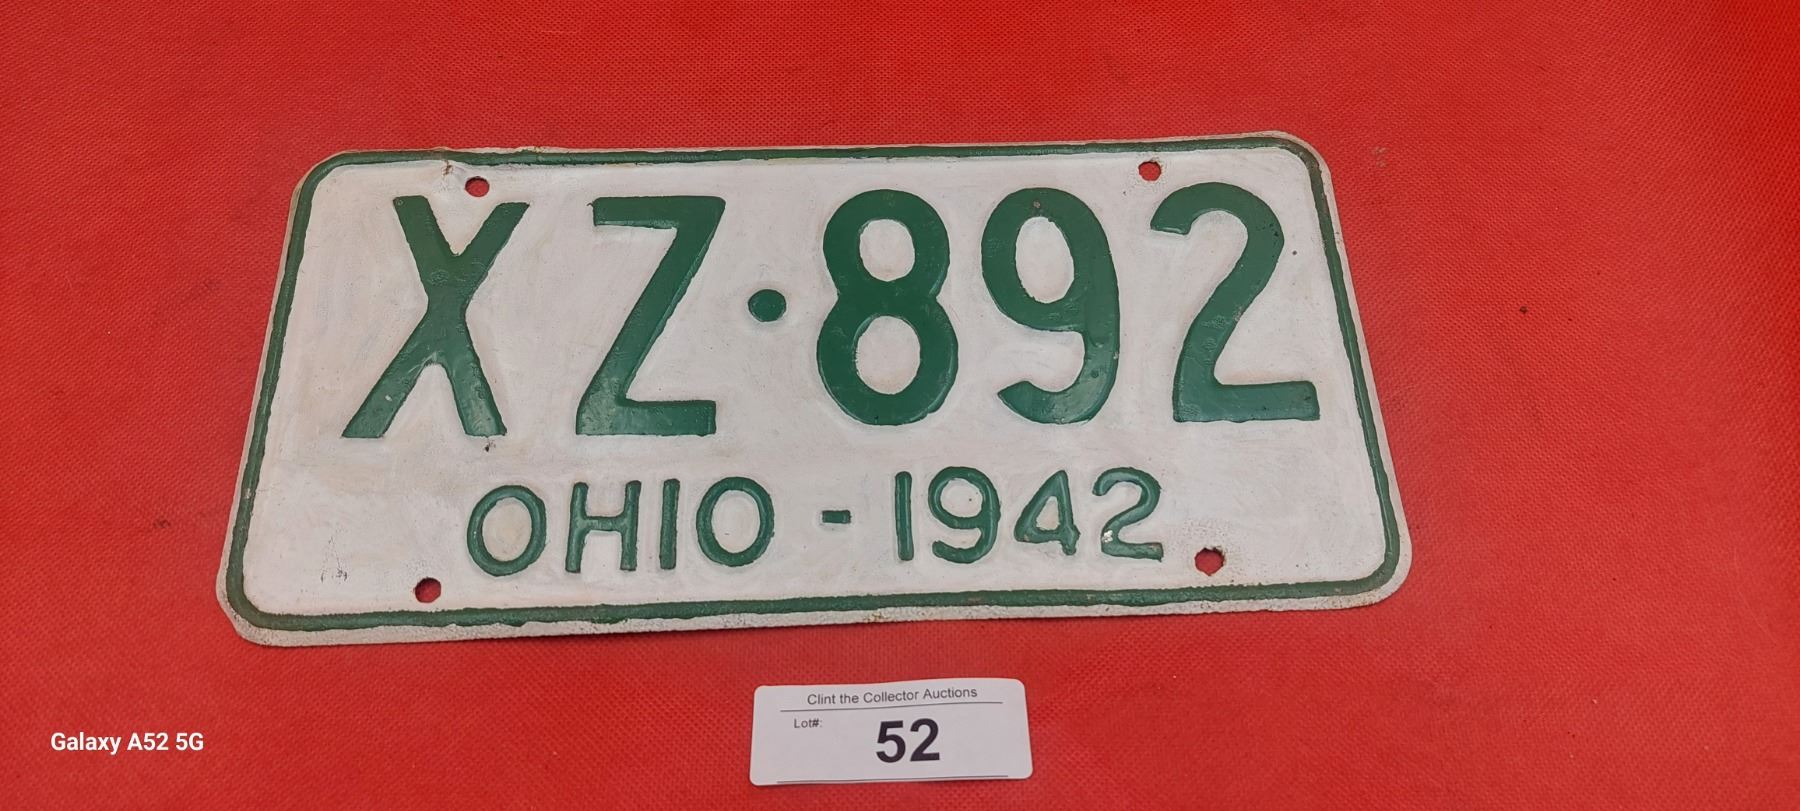 XZ·892
OHIO - 1942
Clint the Collector Auctions
Lot#: 52
Galaxy A52 5G